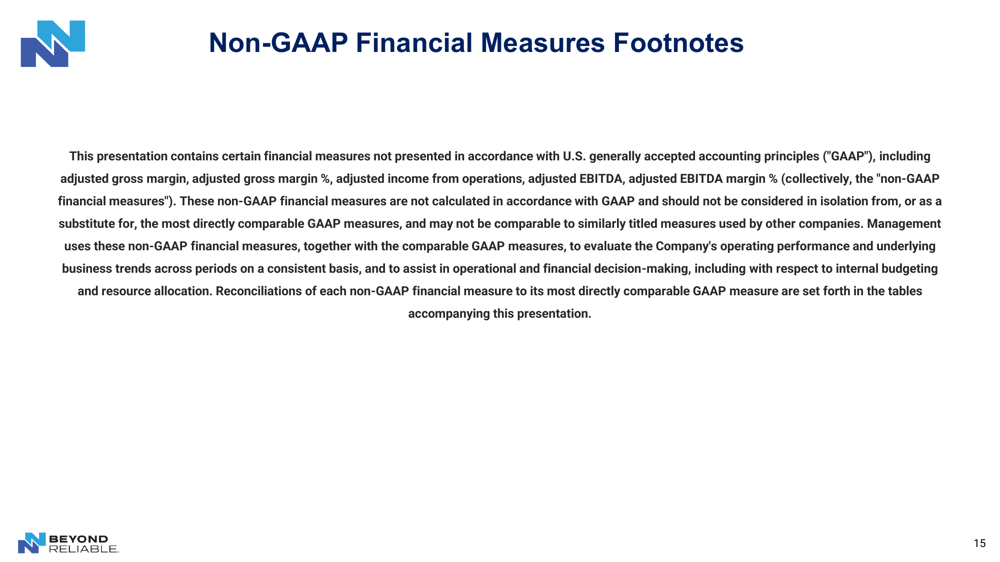 Non-GAAP Financial Measures Footnotes
This presentation contains certain financial measures not presented in accordance with U.S. generally accepted accounting principles ("GAAP"), including
adjusted gross margin, adjusted gross margin %, adjusted income from operations, adjusted EBITDA, adjusted EBITDA margin % (collectively, the "non-GAAP
financial measures"). These non-GAAP financial measures are not calculated in accordance with GAAP and should not be considered in isolation from, or as a
substitute for, the most directly comparable GAAP measures, and may not be comparable to similarly titled measures used by other companies. Management
uses these non-GAAP financial measures, together with the comparable GAAP measures, to evaluate the Company's operating performance and underlying
business trends across periods on a consistent basis, and to assist in operational and financial decision-making, including with respect to internal budgeting
and resource allocation. Reconciliations of each non-GAAP financial measure to its most directly comparable GAAP measure are set forth in the tables
accompanying this presentation.
BEYOND
RELIABLE
15